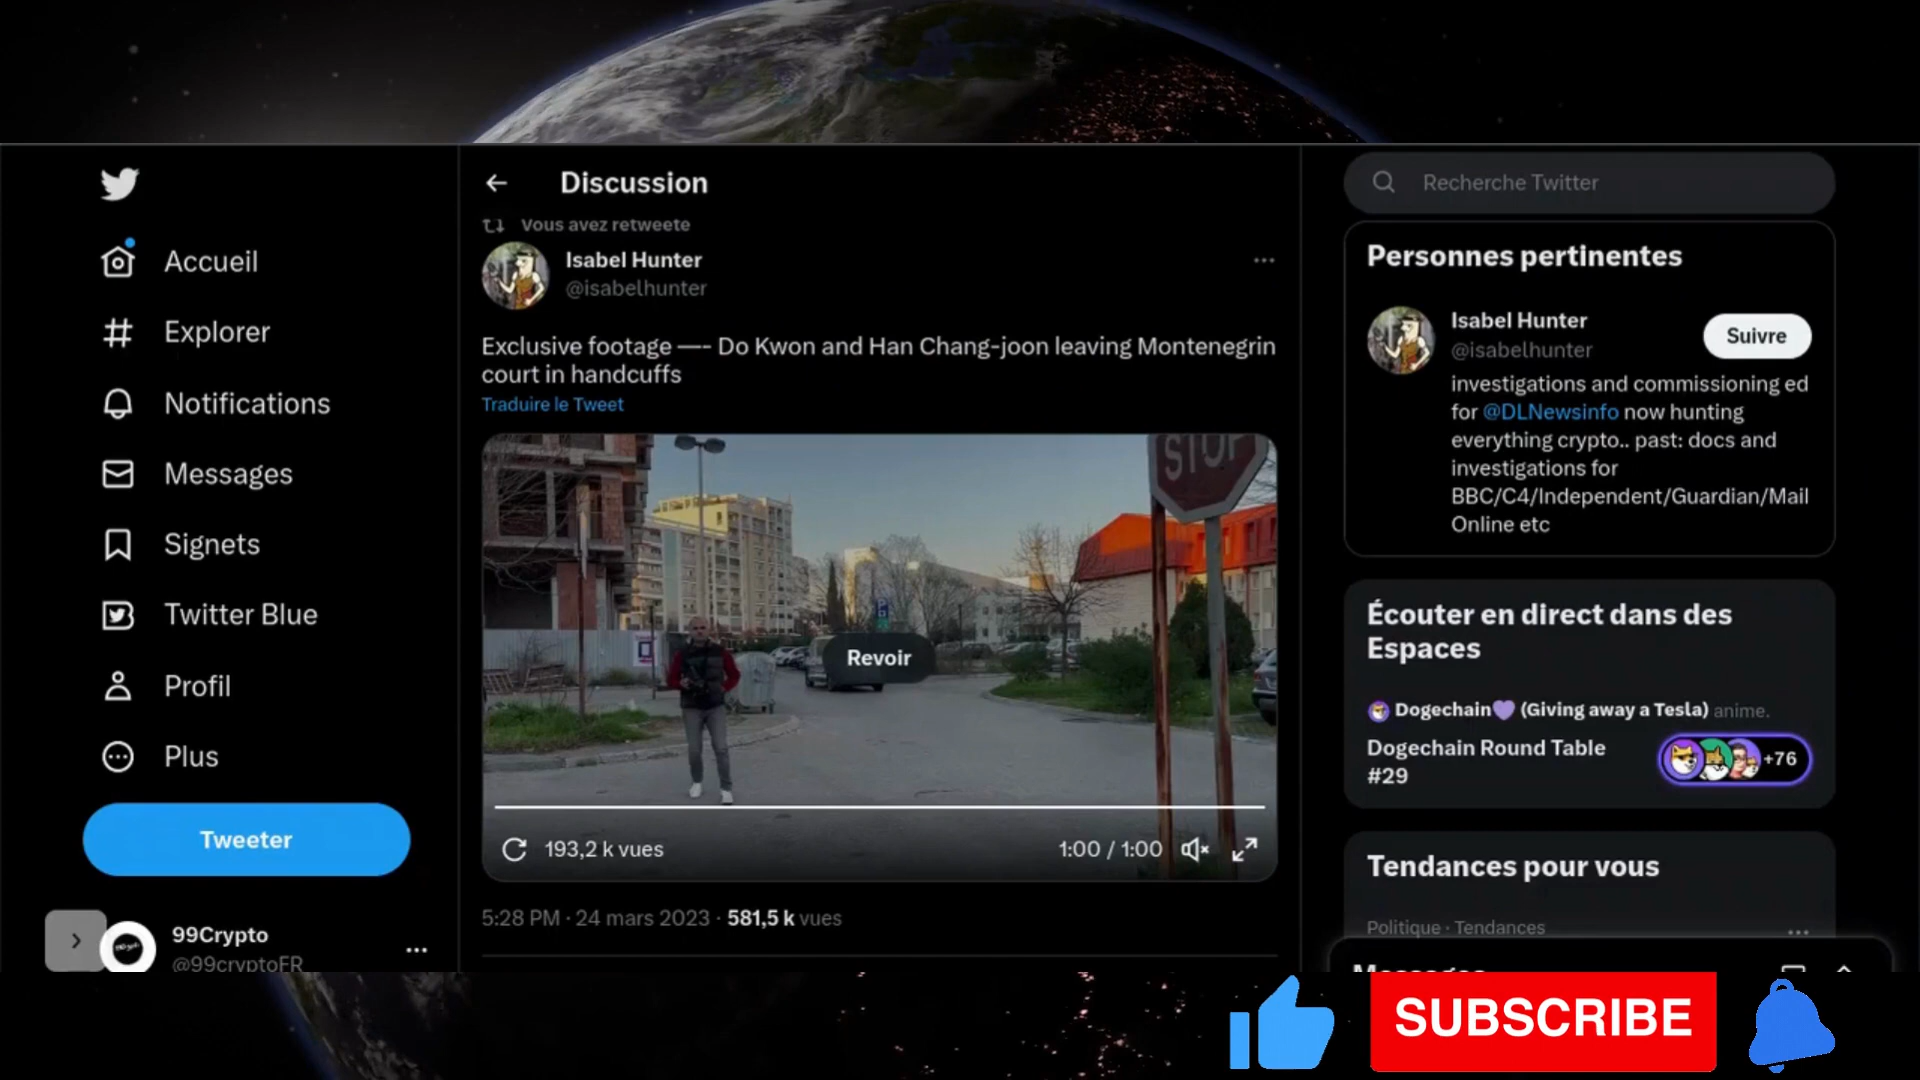 Discussion
Recherche Twitter
Vous avez retweete
Isabel Hunter
@isabelhunter
Exclusive footage —-- Do Kwon and Han Chang-joon leaving Montenegrin
court in handcuffs
Traduire le Tweet
STOP
P
Revoir
193,2 k vues
1:00 / 1:00
5:28 PM · 24 mars 2023 · 581,5 k vues
Accueil
Explorer
Notifications
Messages
Signets
Twitter Blue
Profil
Plus
Tweeter
99Crypto
@99cryptoFR
Personnes pertinentes
Isabel Hunter
@isabelhunter
Suivre
investigations and commissioning ed
for @DLNewsinfo now hunting
everything crypto.. past: docs and
investigations for
BBC/C4/Independent/Guardian/Mail
Online etc
Écouter en direct dans des
Espaces
Dogechain💜 (Giving away a Tesla) anime.
Dogechain Round Table
#29
+76
Tendances pour vous
Politique · Tendances
Messages
SUBSCRIBE